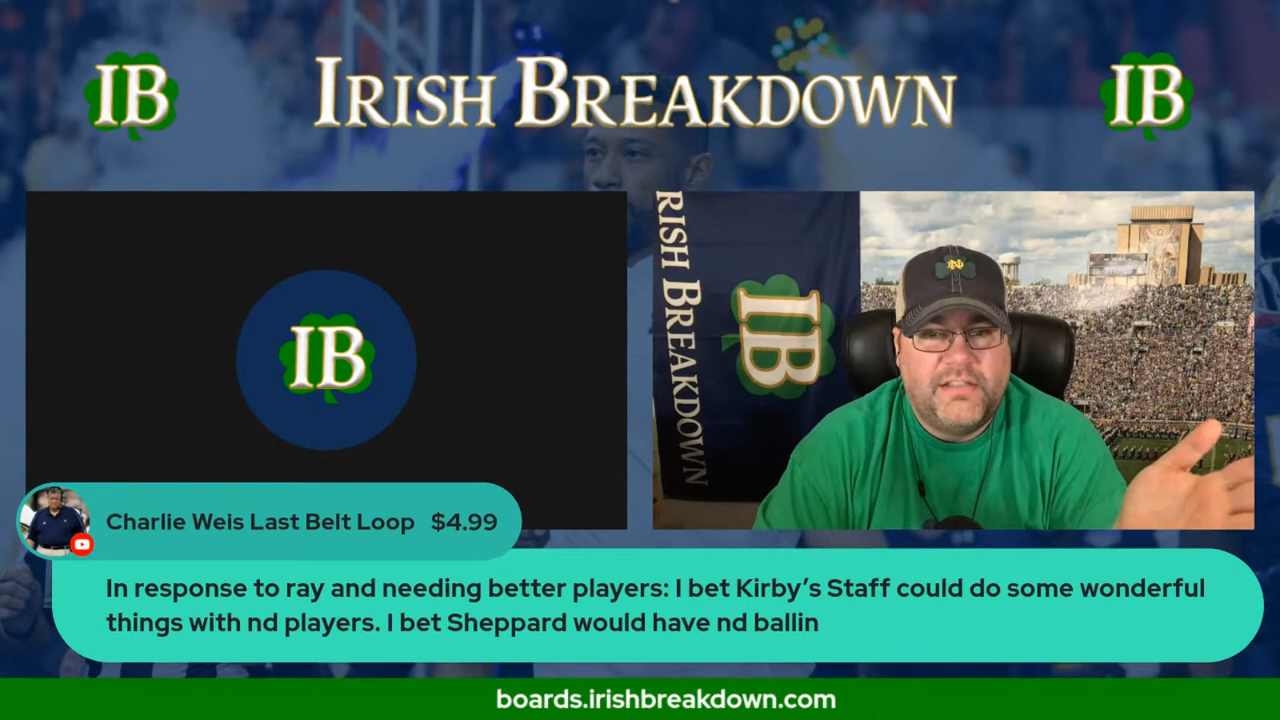 IB
IRISH BREAKDOWN
IB
IB
RISH BREAKDOWN
IB
ND
Charlie Weis Last Belt Loop $4.99
In response to ray and needing better players: I bet Kirby’s Staff could do some wonderful
things with nd players. I bet Sheppard would have nd ballin
boards.irishbreakdown.com